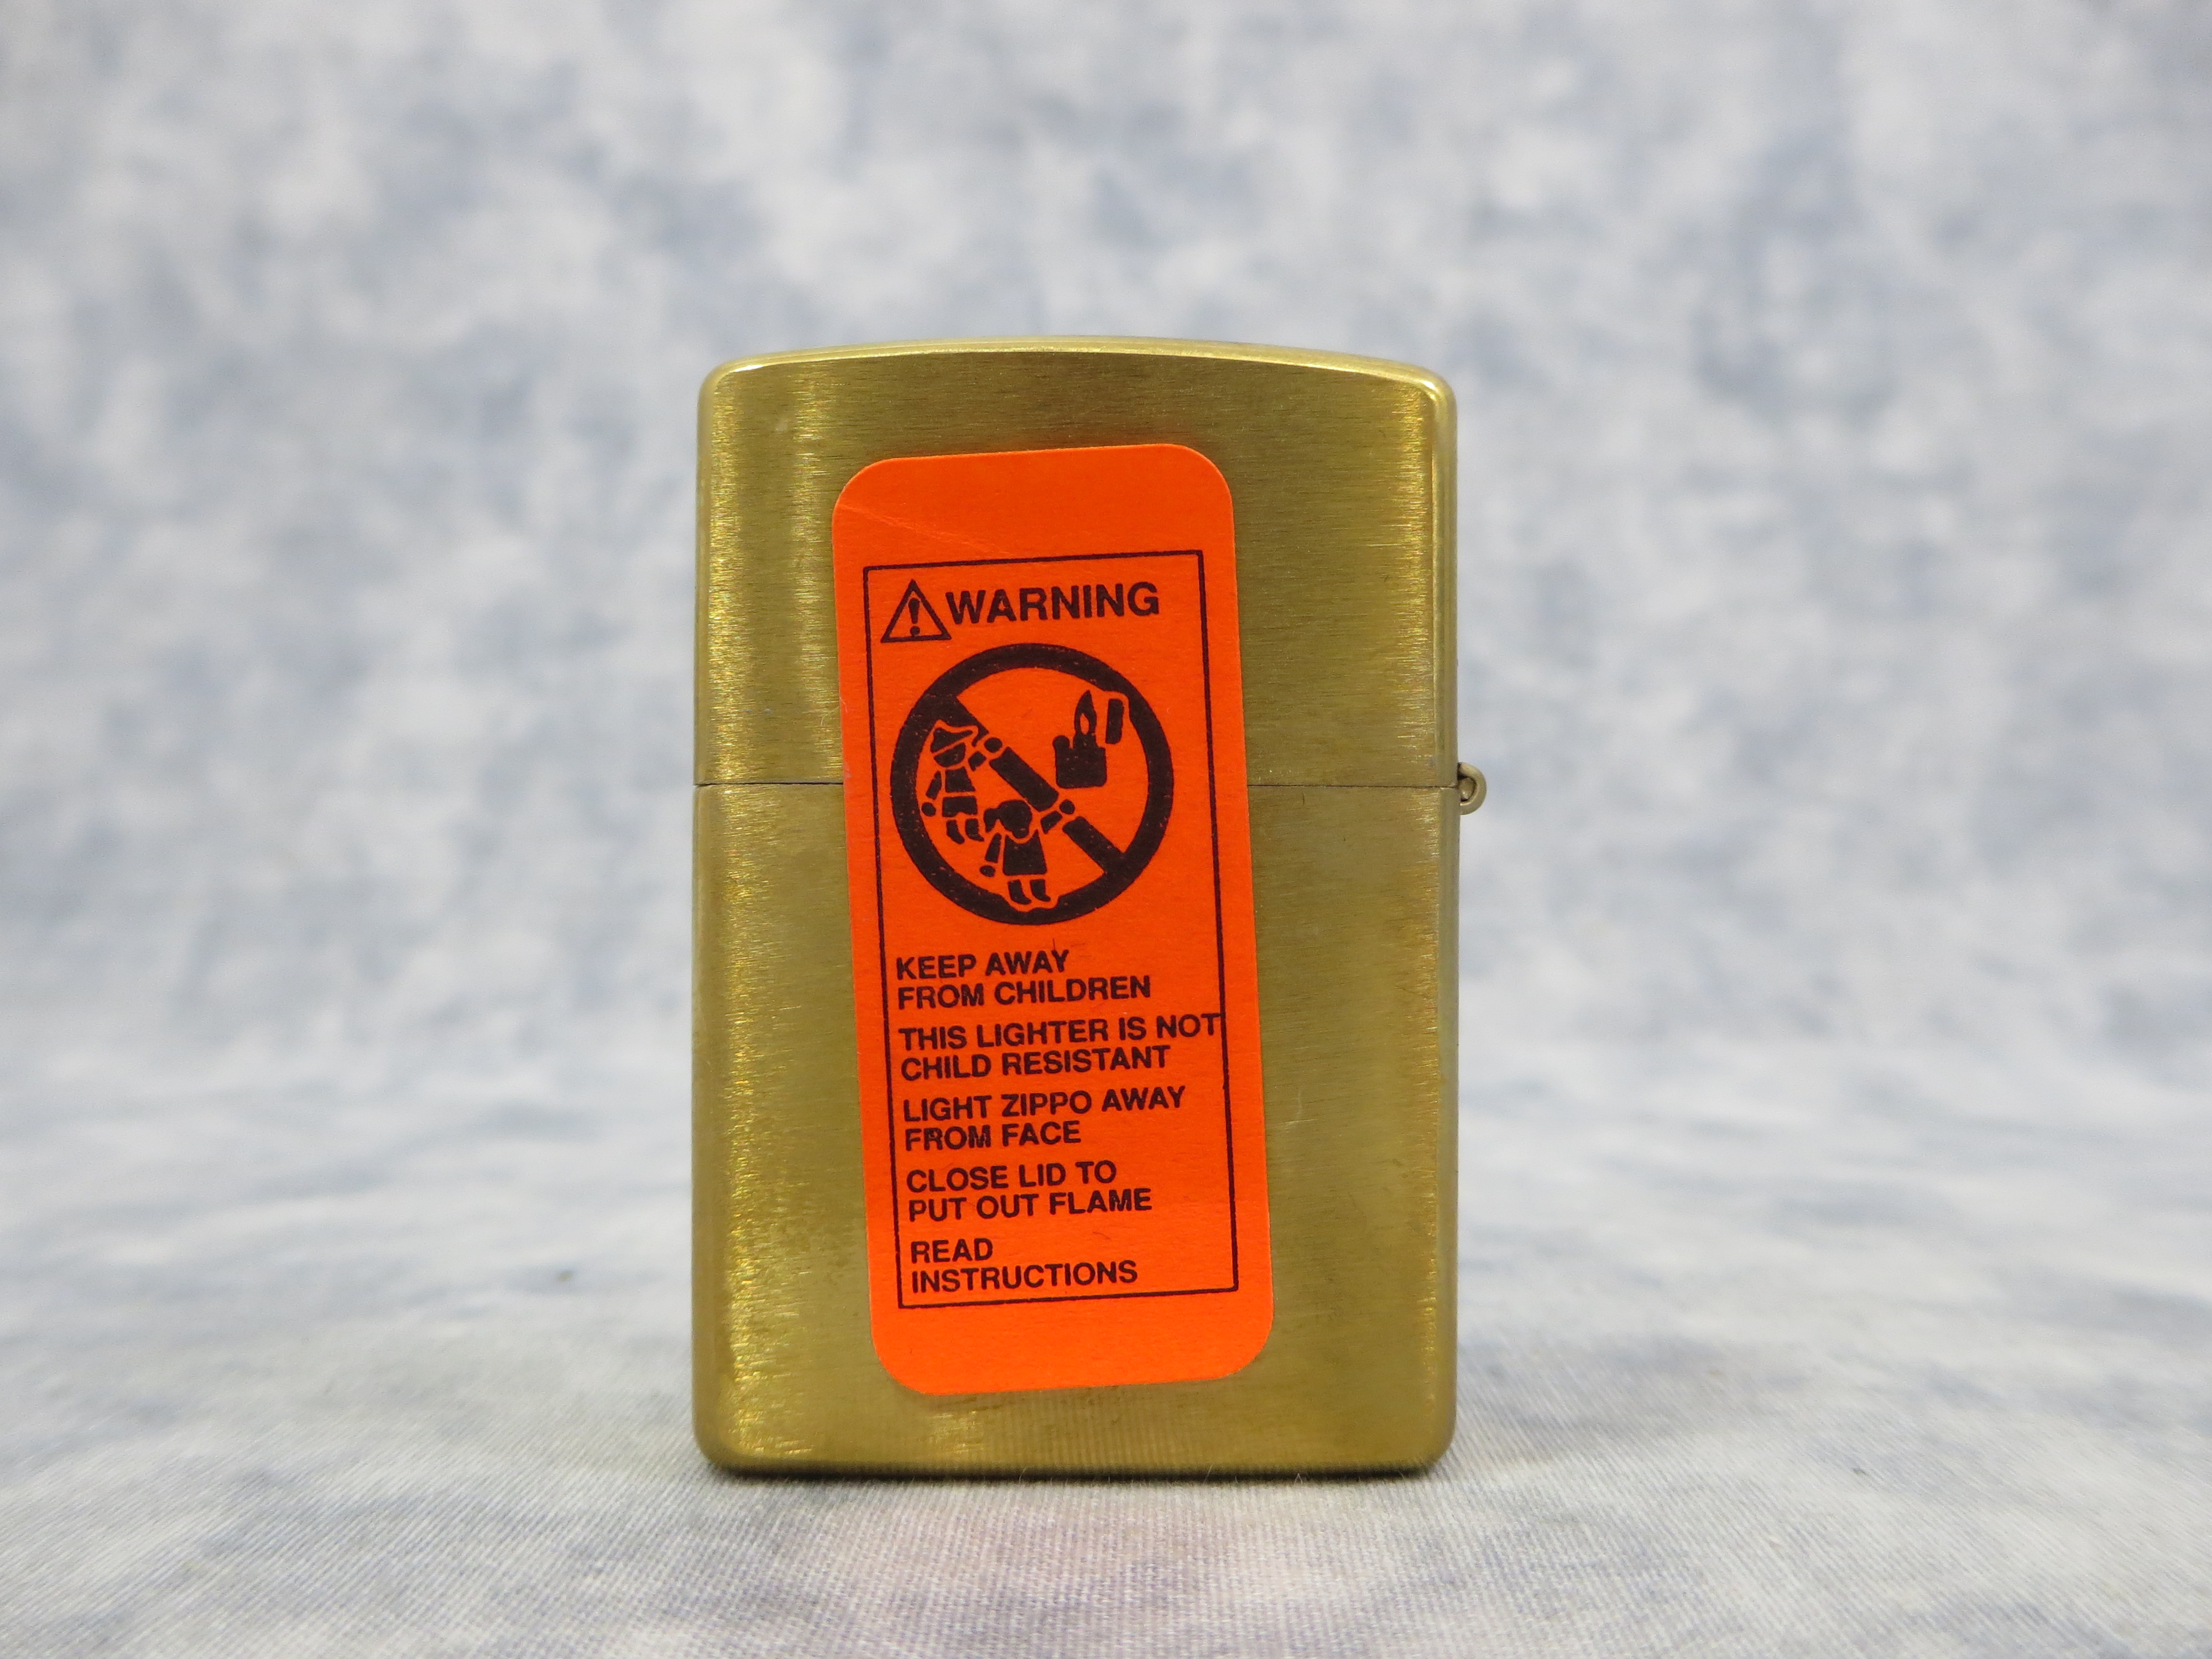 WARNING
KEEP AWAY
FROM CHILDREN
THIS LIGHTER IS NOT
CHILD RESISTANT
LIGHT ZIPPO AWAY
FROM FACE
CLOSE LID TO
PUT OUT FLAME
READ
INSTRUCTIONS